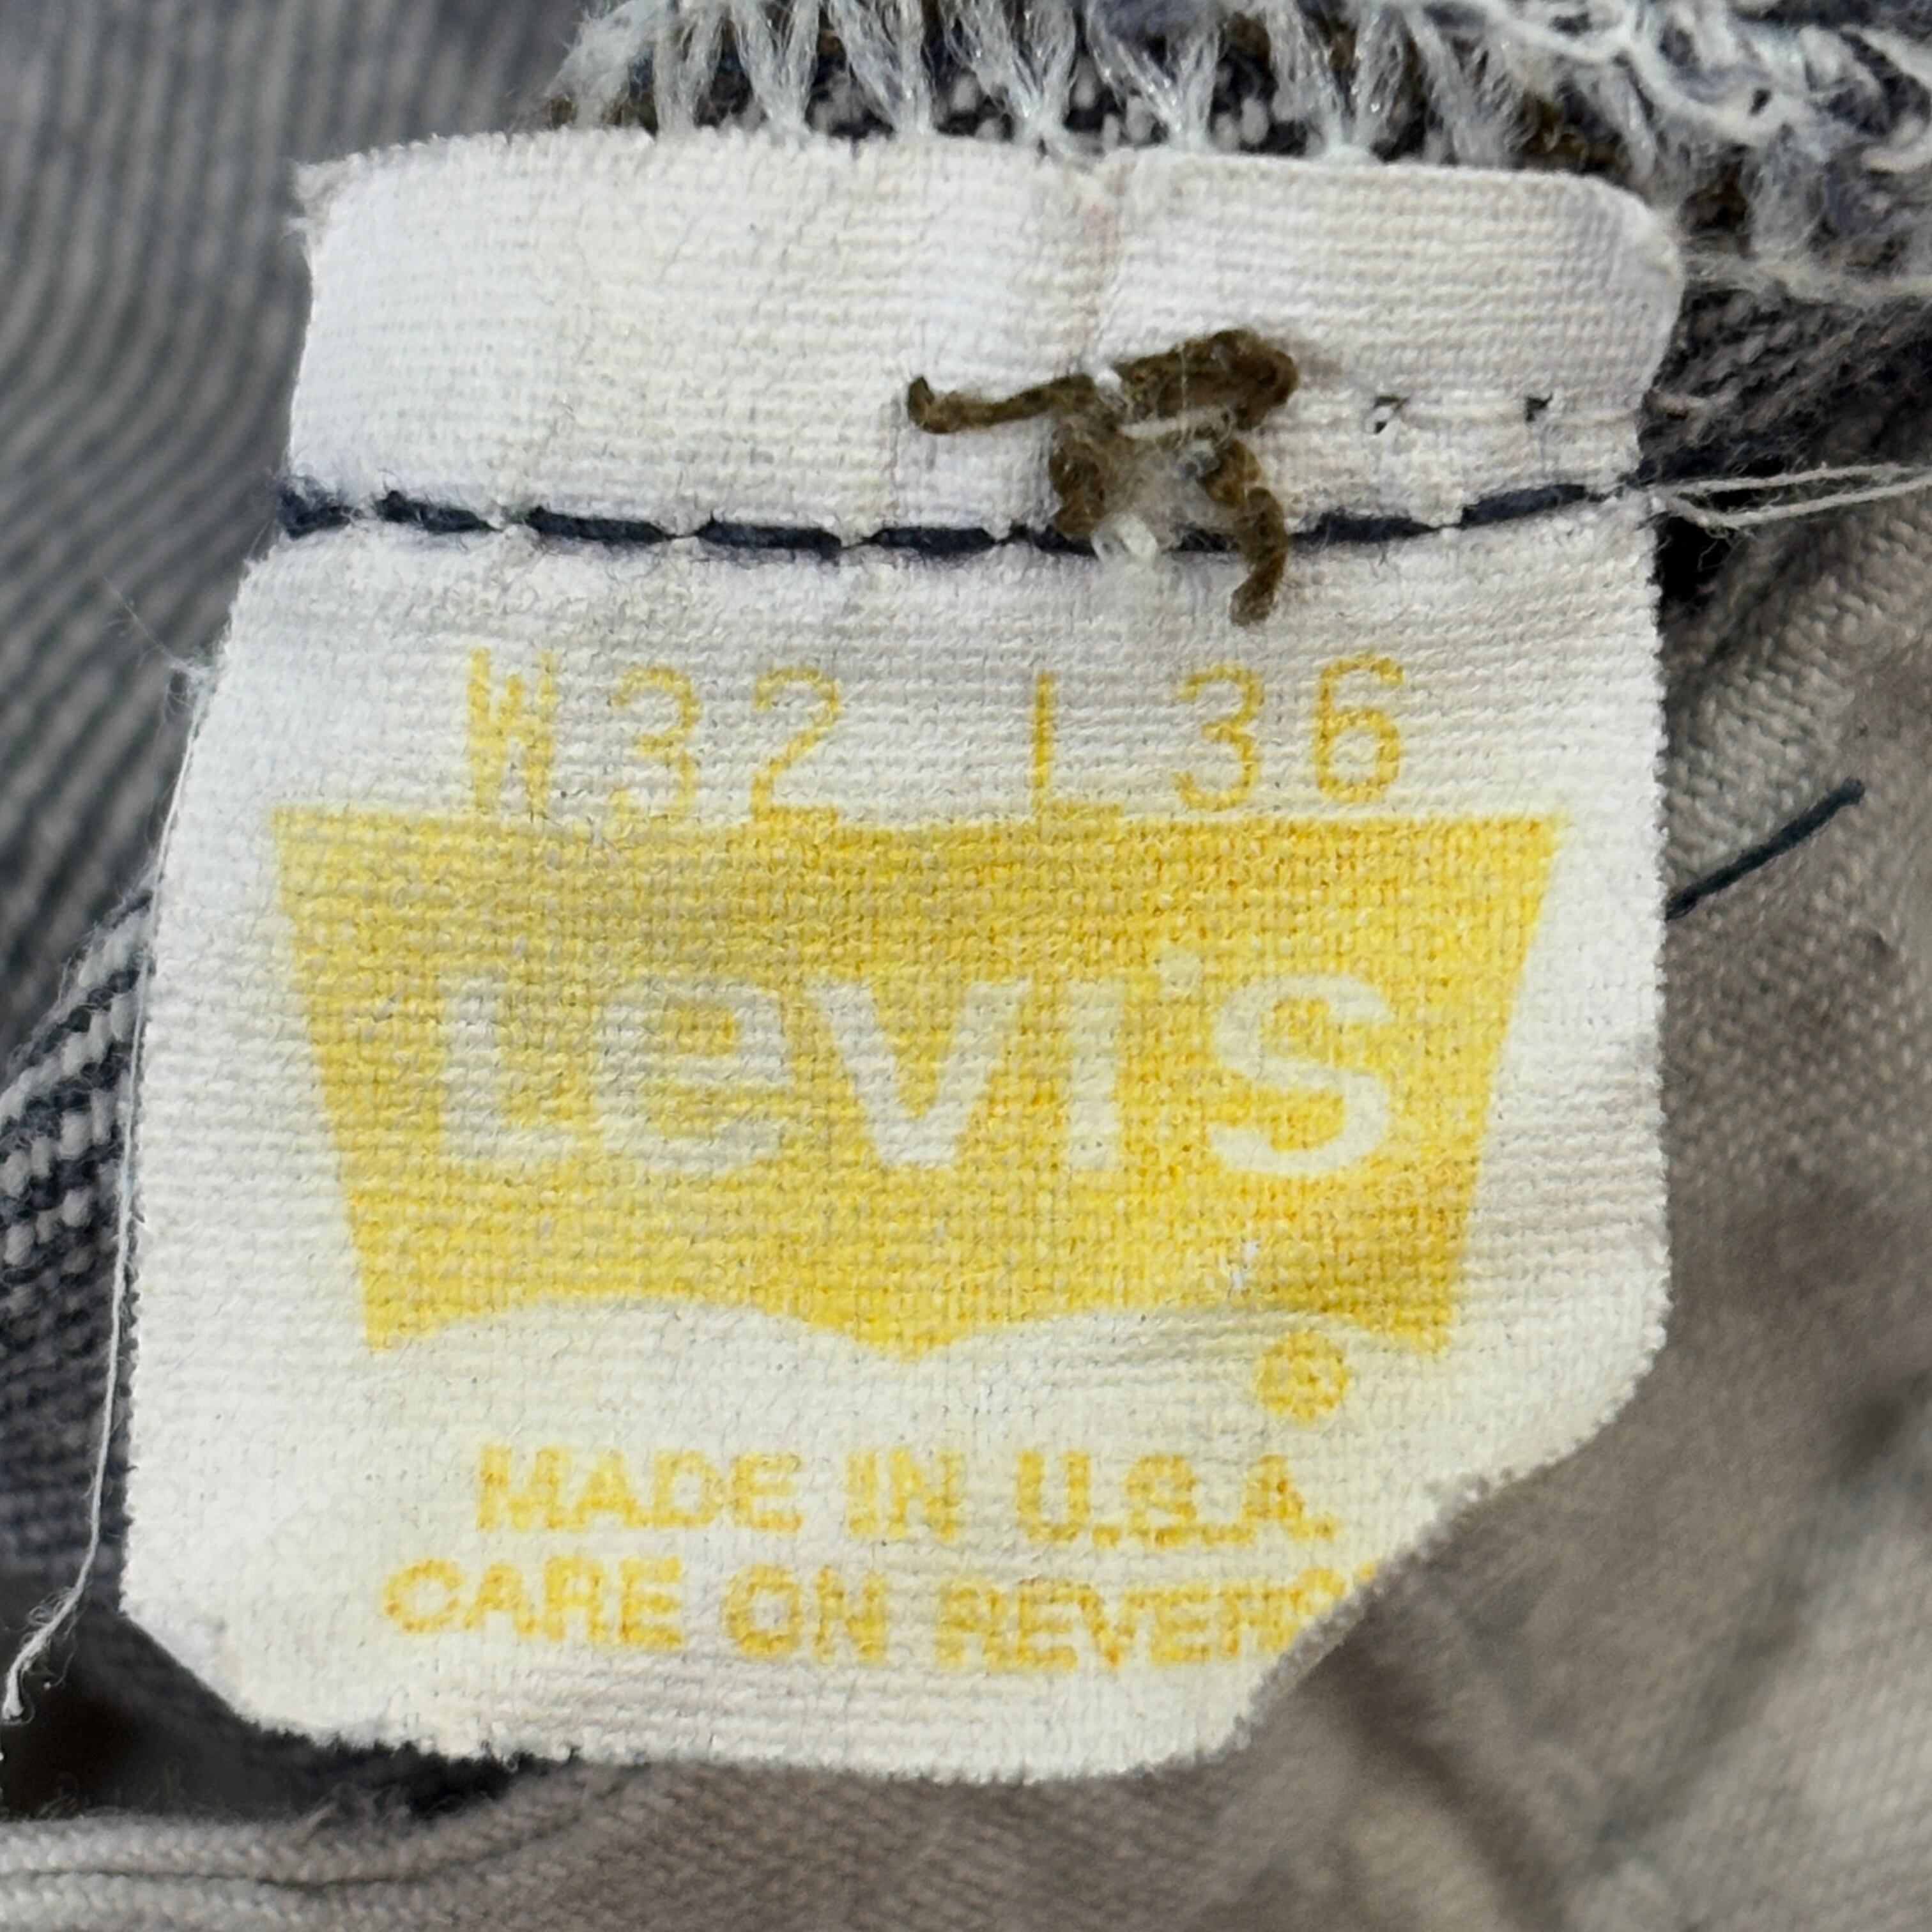 W32 L36
Levi's
®
MADE IN U.S.A.
CARE ON